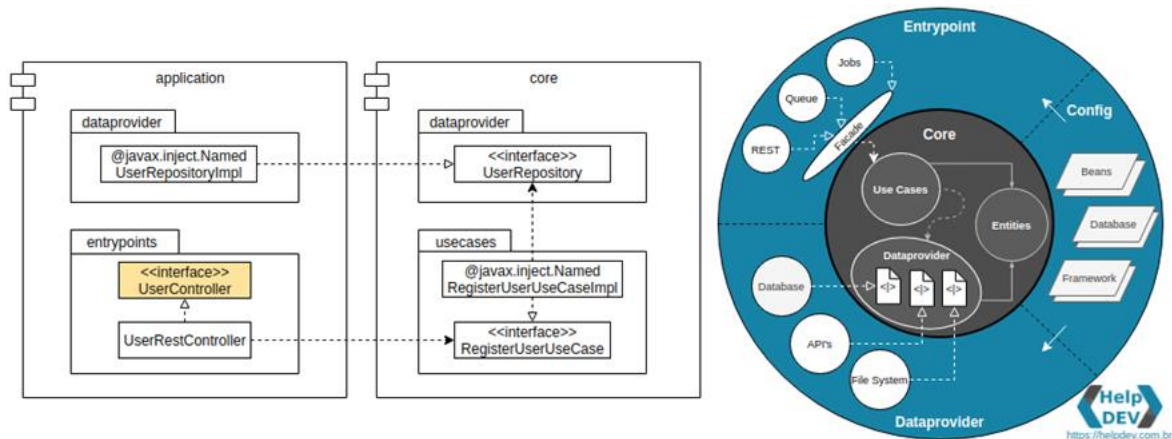 application
dataprovider
@javax.inject.Named
UserRepositoryImpl
entrypoints
<<interface>>
UserController
UserRestController
core
dataprovider
<<interface>>
UserRepository
usecases
@javax.inject.Named
RegisterUserUseCaseImpl
<<interface>>
RegisterUserUseCase
Entrypoint
Jobs
Queue
REST
Facade
Config
Core
Use Cases
Entities
Beans
Database
Framework
Dataprovider
<|>
<|>
<|>
Database
API's
File System
Dataprovider
Help
DEV
https://helpdev.com.br